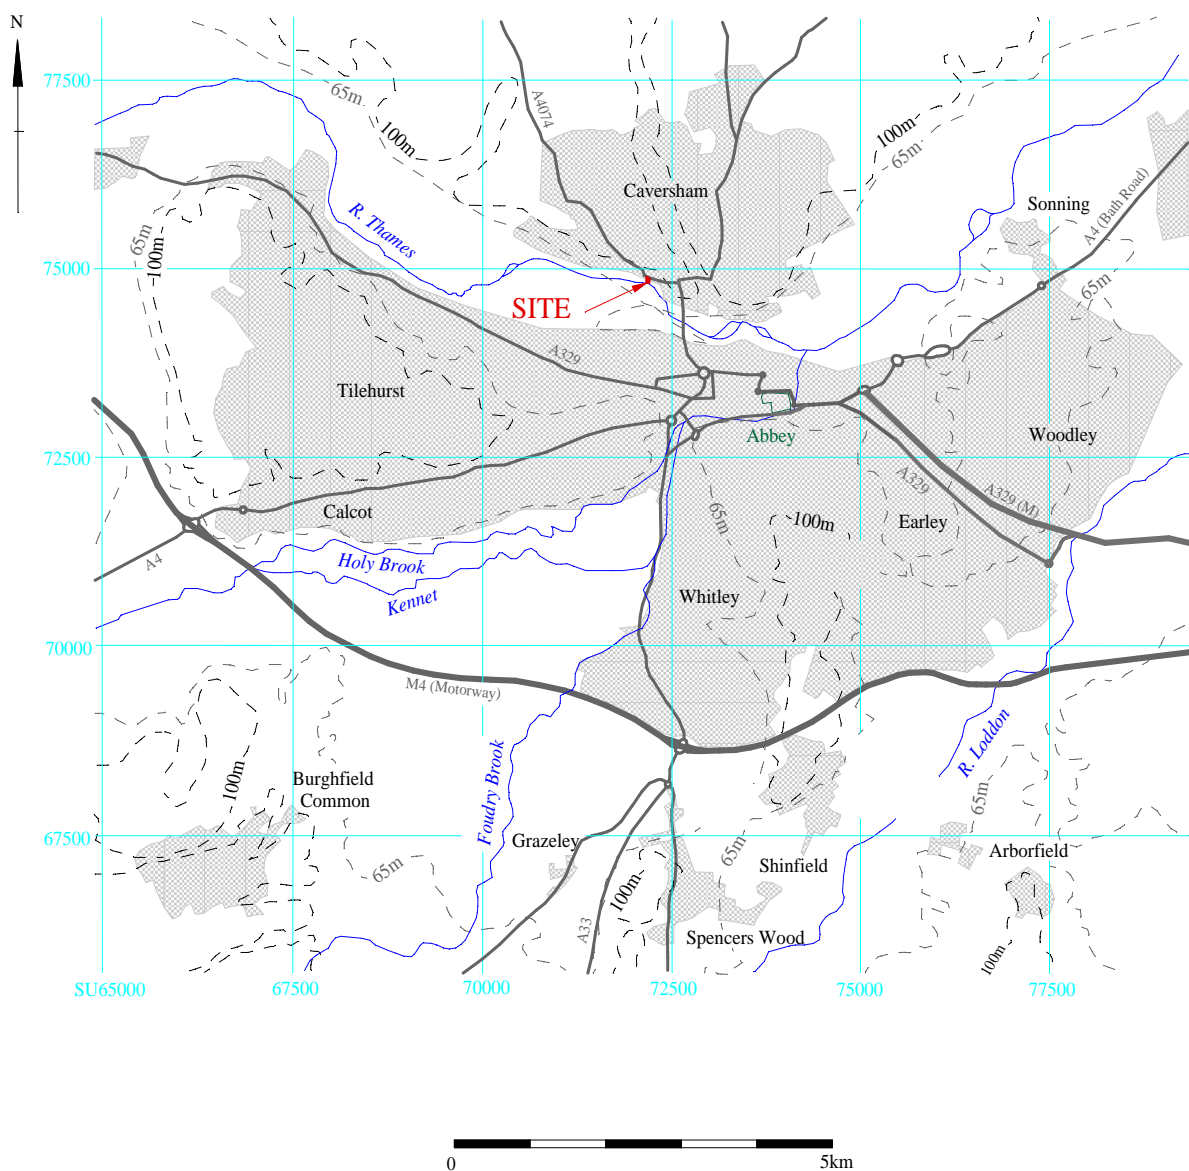 N
77500
65m
100m
A4074
100m
65m
Caversham
Sonning
A4 (Bath Road)
R. Thames
65m
100m
75000
65m
SITE
A329
Tilehurst
Abbey
Woodley
72500
A329
A329 (M)
65m
100m
Earley
Calcot
A4
Holy Brook
Kennet
Whitley
70000
M4 (Motorway)
R. Loddon
Foudry Brook
100m
Burghfield
Common
65m
67500
Grazeley
65m
Shinfield
Arborfield
65m
100m
A33
Spencers Wood
100m
SU65000
67500
70000
72500
75000
77500
0
5km